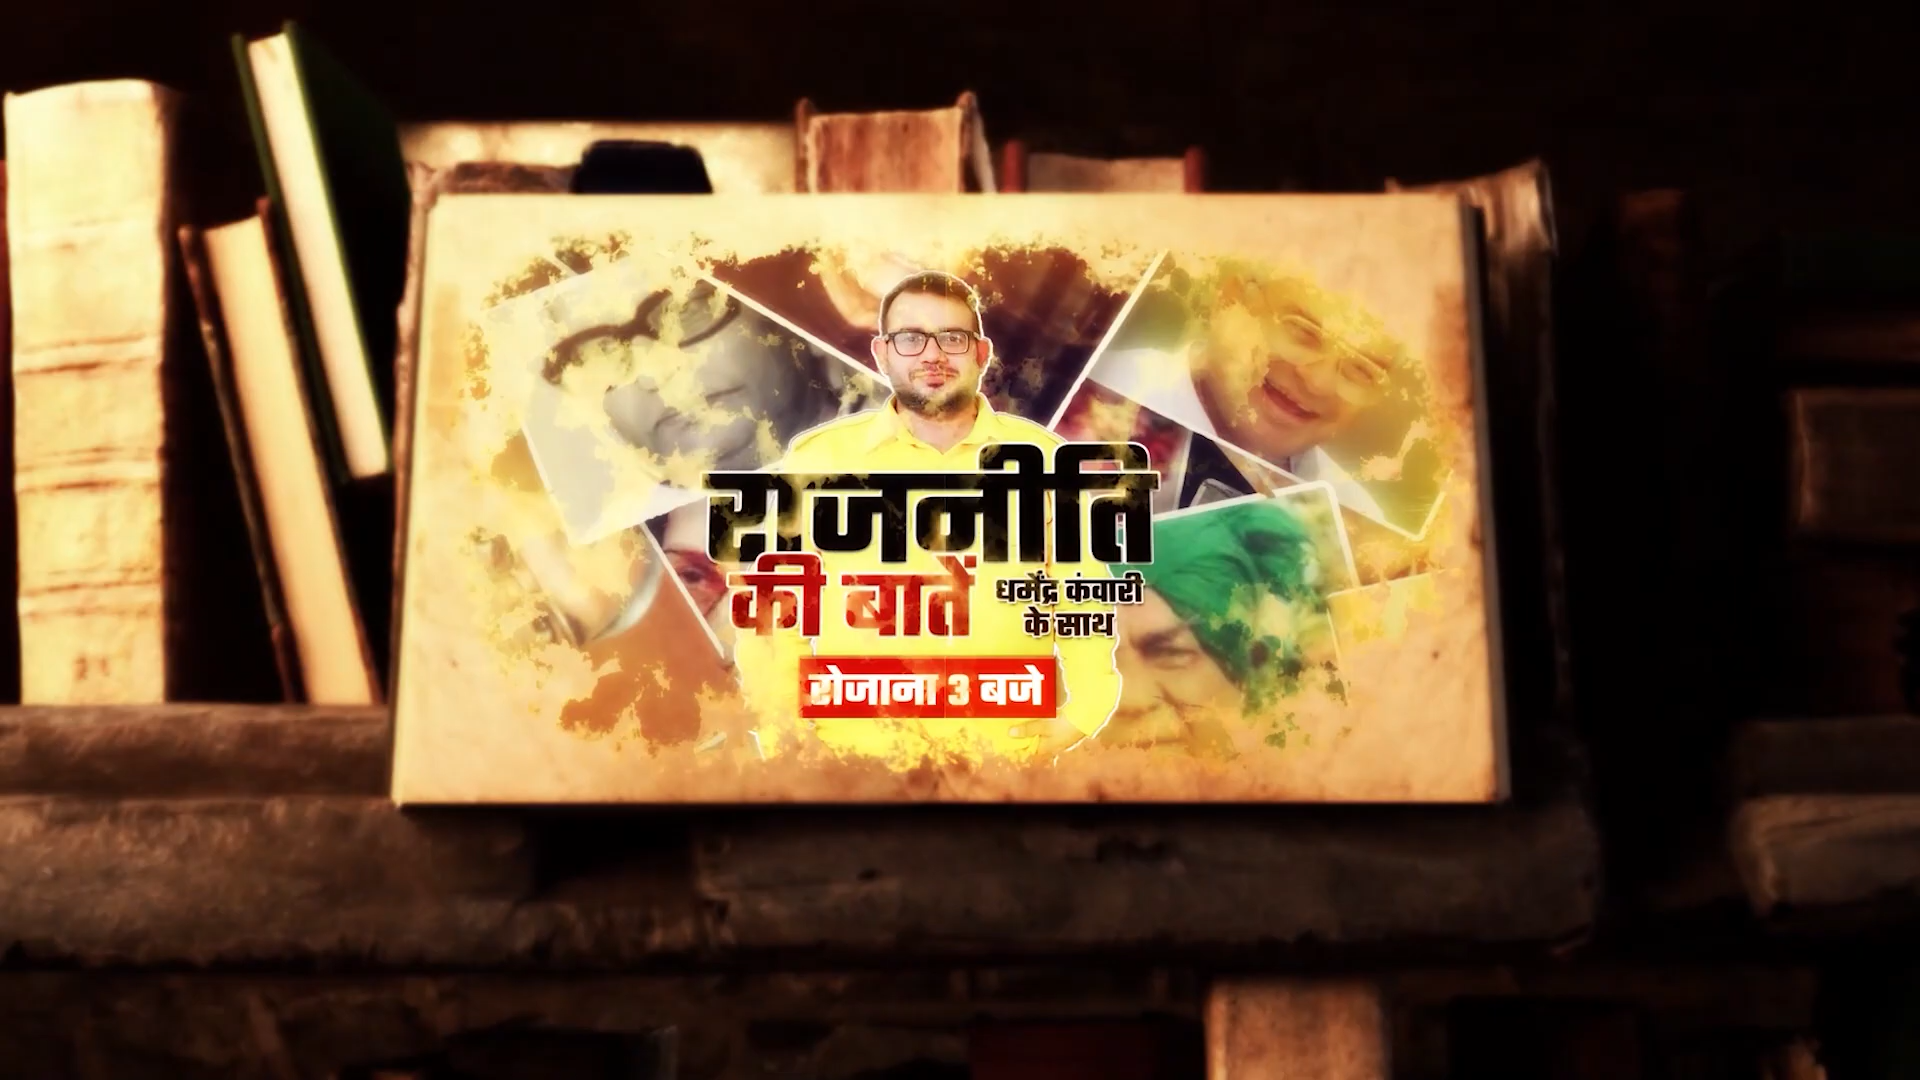 राजनीति
की बातें
धर्मेंद्र कंवारी
के साथ
रोजाना 3 बजे